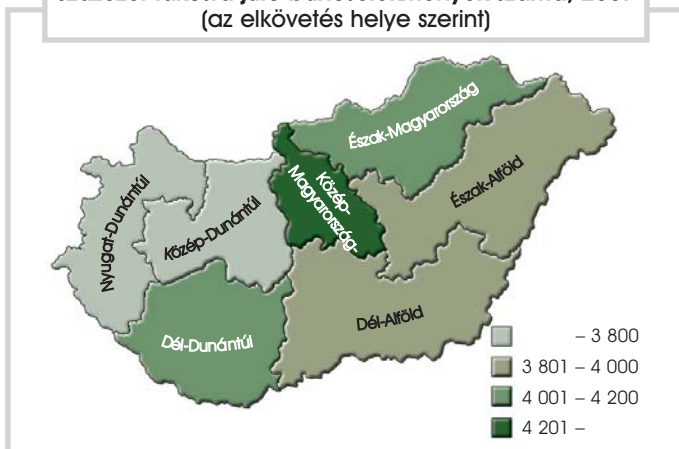 (az elkövetés helye szerint)
Észak-Magyarország
Észak-Alföld
Közép-
Magyarország-
Nyugat-Dunántúl
Közép-Dunántúl
Dél-Alföld
Dél-Dunántúl
– 3 800
3 801 – 4 000
4 001 – 4 200
4 201 –